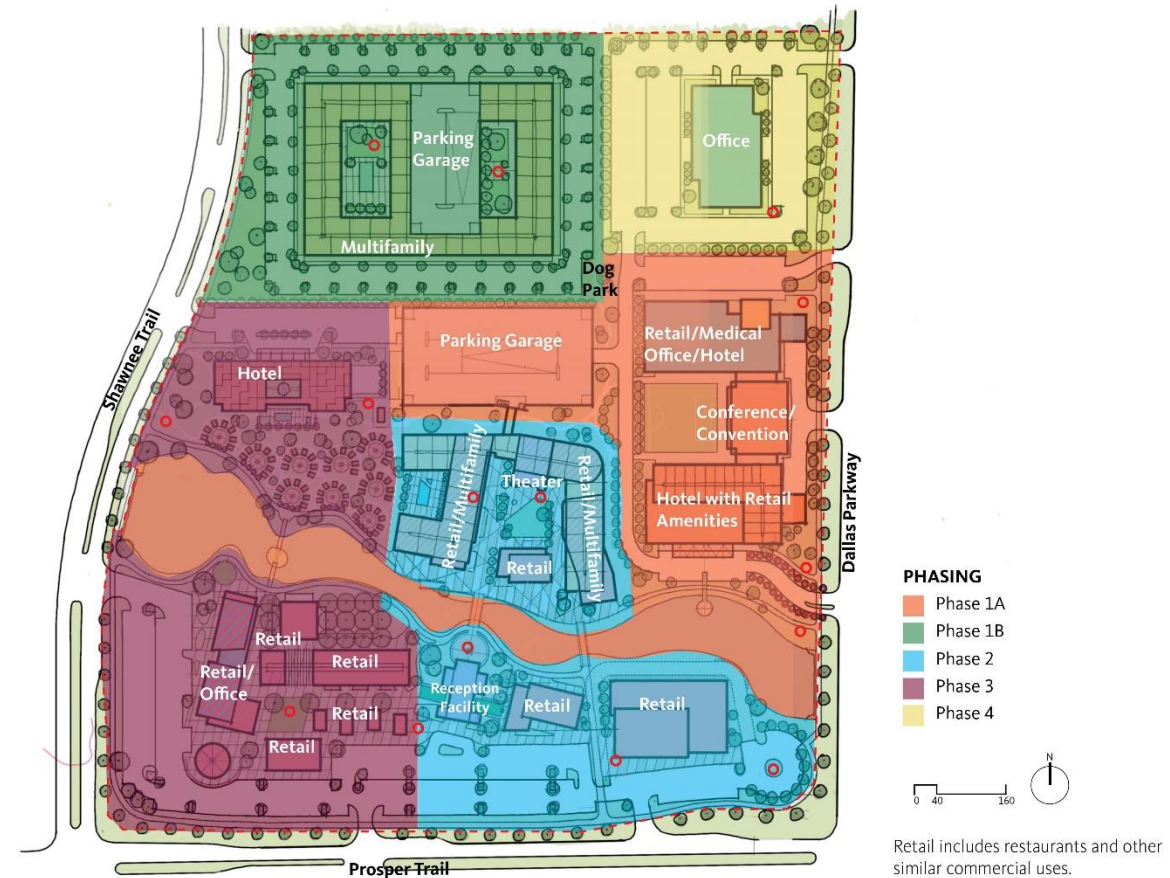 Parking
Garage
Multifamily
Office
Dog
Park
Shawnee Trail
Hotel
Parking Garage
Retail/Medical
Office/Hotel
Conference/
Convention
Hotel with Retail
Amenities
Dallas Parkway
Retail/Multifamily
Theater
Retail/Multifamily
Retail
Retail
Retail/
Office
Retail
Retail
Retail
Reception
Facility
Retail
Retail
Prosper Trail
PHASING
Phase 1A
Phase 1B
Phase 2
Phase 3
Phase 4
N
0 40 160
Retail includes restaurants and other
similar commercial uses.